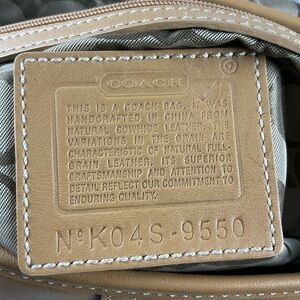 COACH
®
THIS IS A COACH BAG. IT WAS
HANDCRAFTED IN CHINA FROM
NATURAL COWHIDE LEATHER. THE
VARIATIONS IN THE GRAIN ARE
CHARACTERISTIC OF NATURAL FULL-
GRAIN LEATHER. ITS SUPERIOR
CRAFTSMANSHIP AND ATTENTION TO
DETAIL REFLECT OUR COMMITMENT TO
ENDURING QUALITY.
Nº K04S-9550